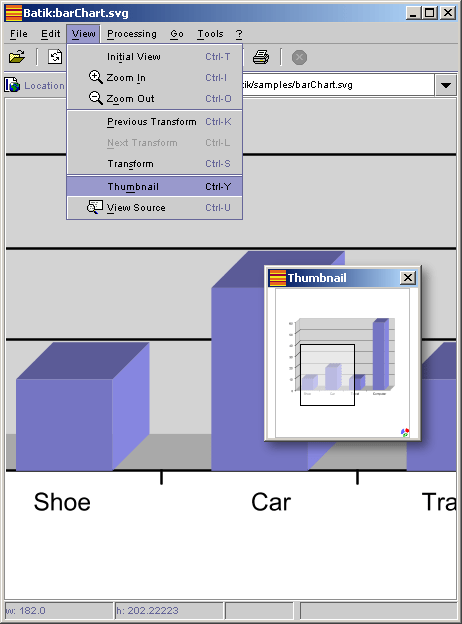 Batik:barChart.svg
File Edit View Processing Go Tools ?
Location
tik/samples/barChart.svg
Initial View Ctrl-T
Zoom In Ctrl-I
Zoom Out Ctrl-O
Previous Transform Ctrl-K
Next Transform Ctrl-L
Transform Ctrl-S
Thumbnail Ctrl-Y
View Source Ctrl-U
Thumbnail
Shoe Car Tra
w: 182.0 h: 202.22223